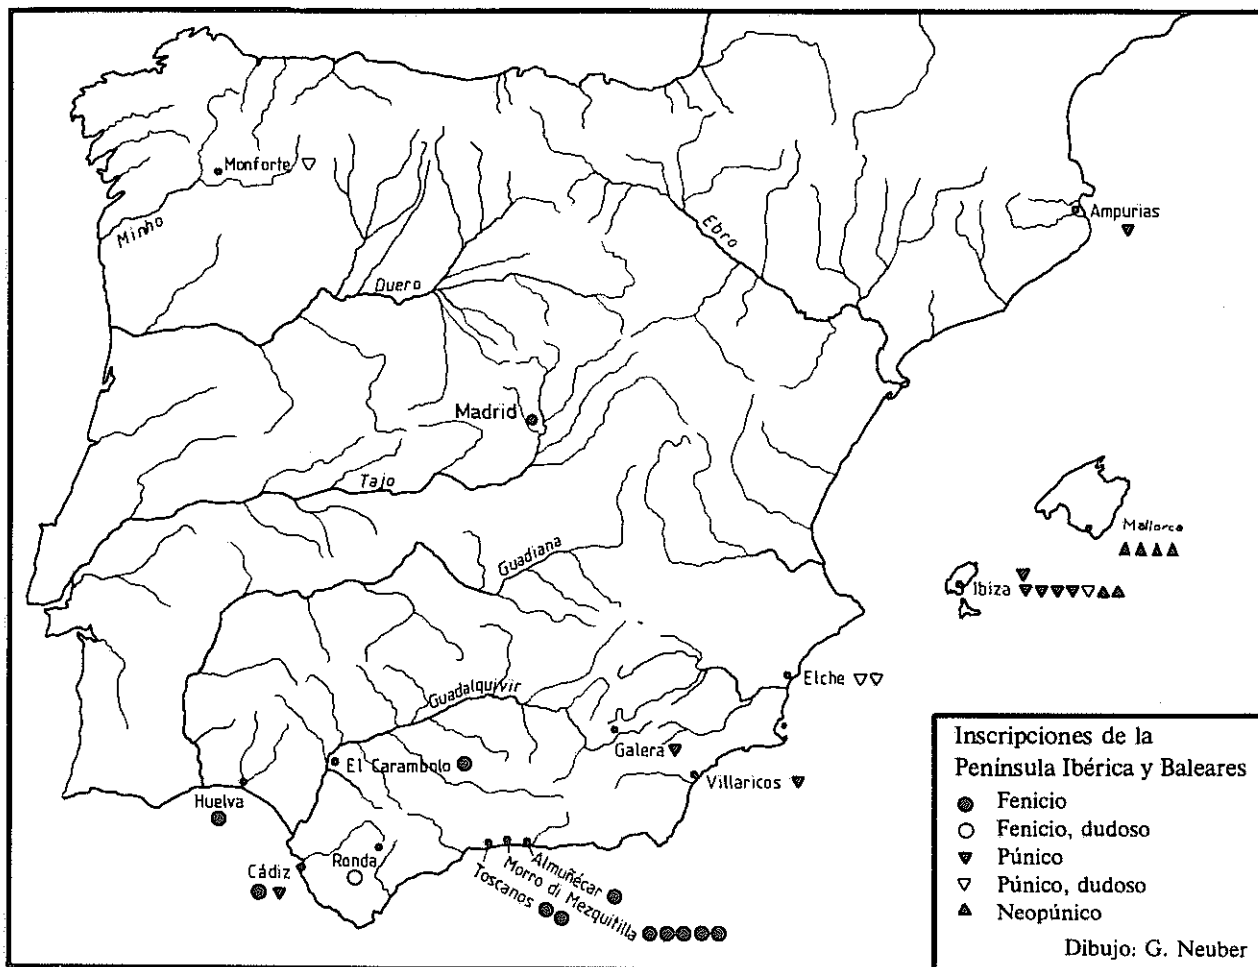 Monforte
Minho
Ebro
Ampurias
Duero
Madrid
Tajo
Mallorca
Guadiana
Ibiza
Elche
Guadalquivir
Galera
El Carambolo
Villaricos
Huelva
Cádiz
Ronda
Almuñécar
Morro di Mezquitilla
Toscanos
Inscripciones de la
Península Ibérica y Baleares
Fenicio
Fenicio, dudoso
Púnico
Púnico, dudoso
Neopúnico
Dibujo: G. Neuber